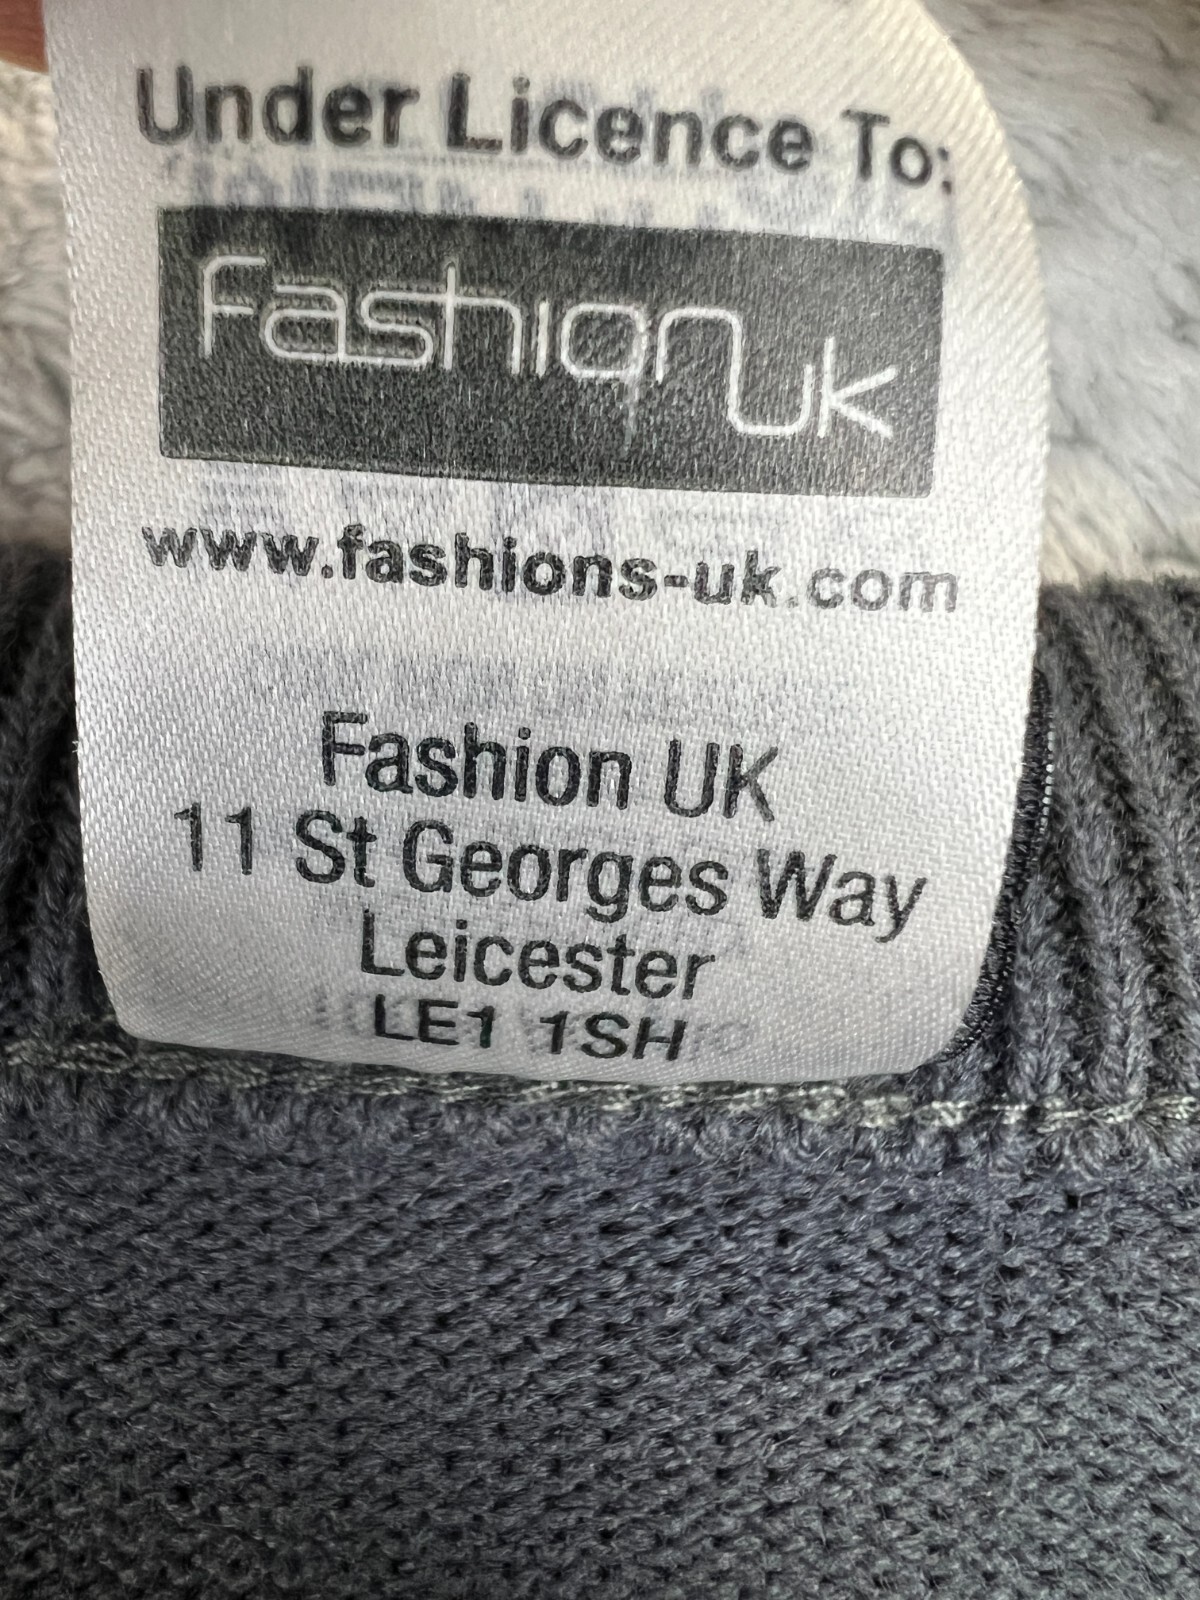 Under Licence To:
fashion uk
www.fashions-uk.com
Fashion UK
11 St Georges Way
Leicester
LE1 1SH